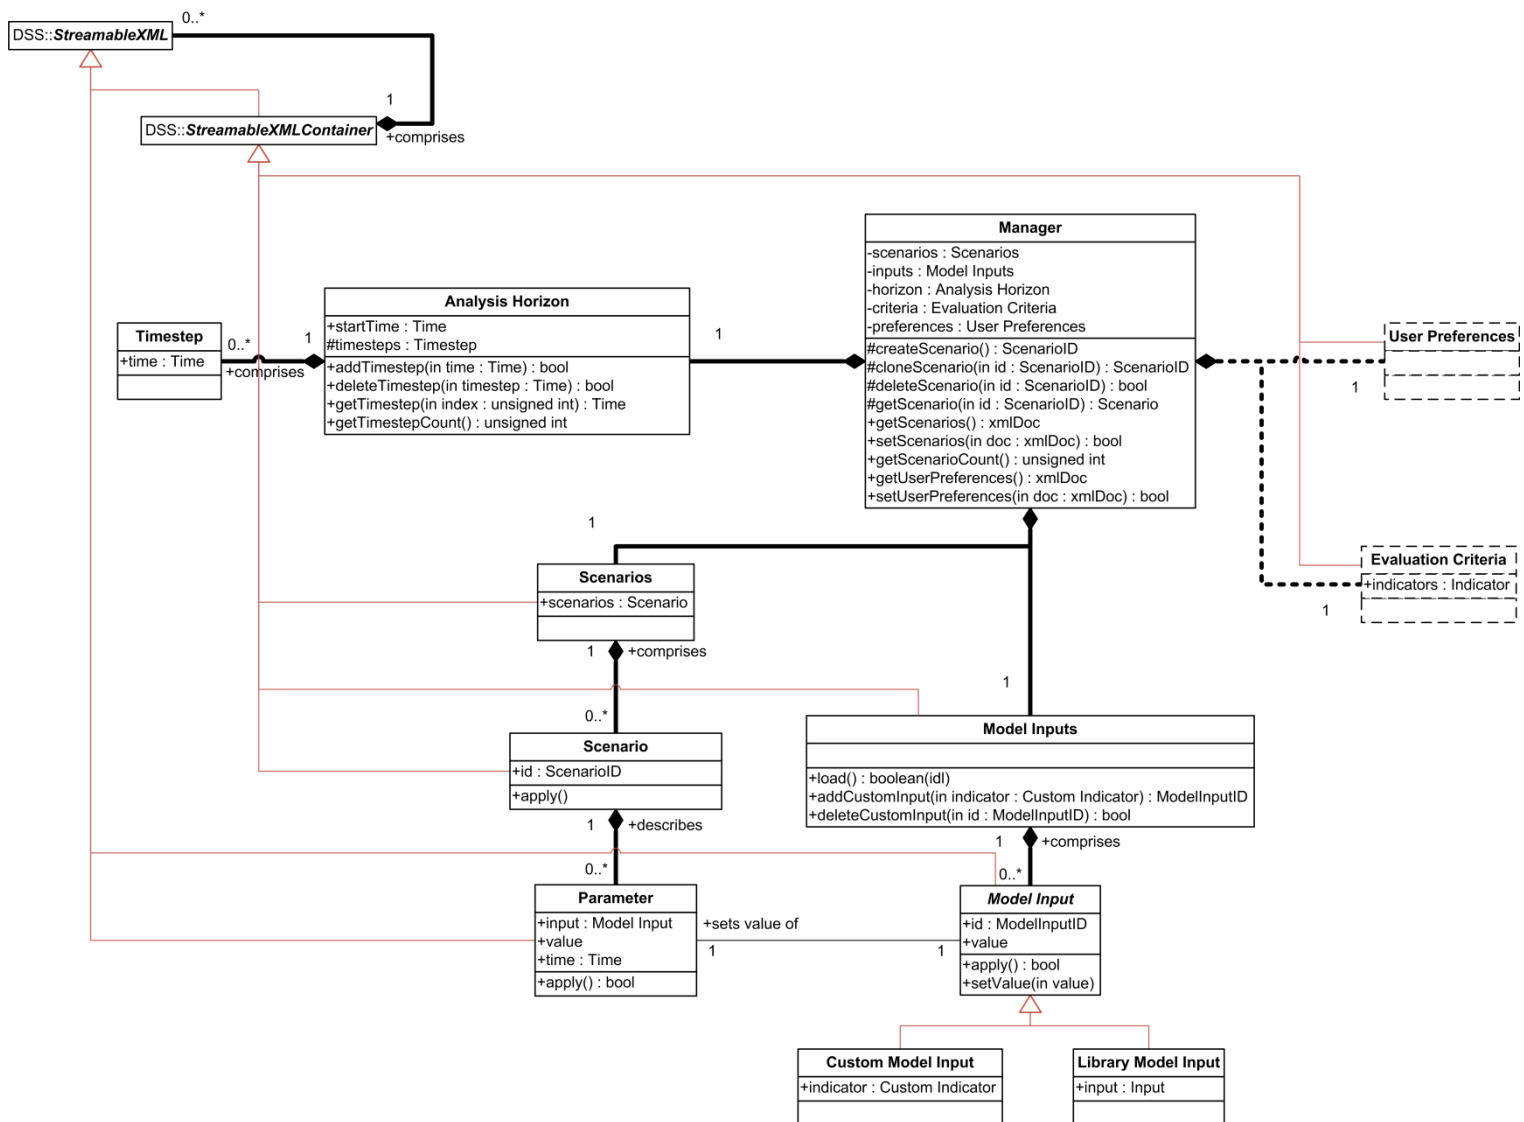 0..*
DSS::StreamableXML
1
DSS::StreamableXMLContainer
+comprises
Manager
-scenarios : Scenarios
-inputs : Model Inputs
-horizon : Analysis Horizon
-criteria : Evaluation Criteria
-preferences : User Preferences
#createScenario() : ScenarioID
#cloneScenario(in id : ScenarioID) : ScenarioID
#deleteScenario(in id : ScenarioID) : bool
#getScenario(in id : ScenarioID) : Scenario
+getScenarios() : xmlDoc
+setScenarios(in doc : xmlDoc) : bool
+getScenarioCount() : unsigned int
+getUserPreferences() : xmlDoc
+setUserPreferences(in doc : xmlDoc) : bool
Analysis Horizon
+startTime : Time
#timesteps : Timestep
+addTimestep(in time : Time) : bool
+deleteTimestep(in timestep : Time) : bool
+getTimestep(in index : unsigned int) : Time
+getTimestepCount() : unsigned int
1
Timestep
+time : Time
0..*
1
+comprises
User Preferences
1
Evaluation Criteria
+indicators : Indicator
1
1
Scenarios
+scenarios : Scenario
1
+comprises
0..*
1
Scenario
+id : ScenarioID
+apply()
Model Inputs
+load() : boolean(idl)
+addCustomInput(in indicator : Custom Indicator) : ModelInputID
+deleteCustomInput(in id : ModelInputID) : bool
1
+describes
0..*
1
+comprises
0..*
Parameter
+input : Model Input
+value
+time : Time
+apply() : bool
+sets value of
1
1
Model Input
+id : ModelInputID
+value
+apply() : bool
+setValue(in value)
Custom Model Input
+indicator : Custom Indicator
Library Model Input
+input : Input